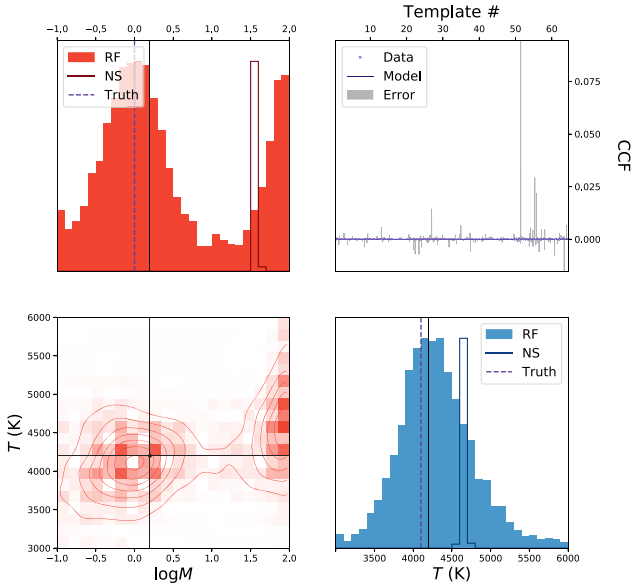 −1.0 −0.5 0.0 0.5 1.0 1.5 2.0
RF
NS
Truth
Template #
10 20 30 40 50 60
Data
Model
Error
0.075
0.050
0.025
0.000
CCF
6000
5500
5000
4500
4000
3500
3000
T (K)
−1.0 −0.5 0.0 0.5 1.0 1.5 2.0
logM
RF
NS
Truth
3500 4000 4500 5000 5500 6000
T (K)